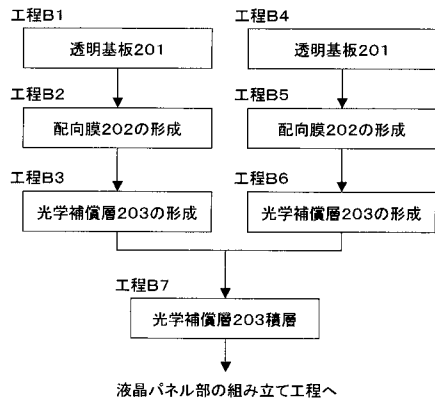 工程B1
透明基板201
工程B2
配向膜202の形成
工程B3
光学補償層203の形成
工程B4
透明基板201
工程B5
配向膜202の形成
工程B6
光学補償層203の形成
工程B7
光学補償層203積層
液晶パネル部の組み立て工程へ